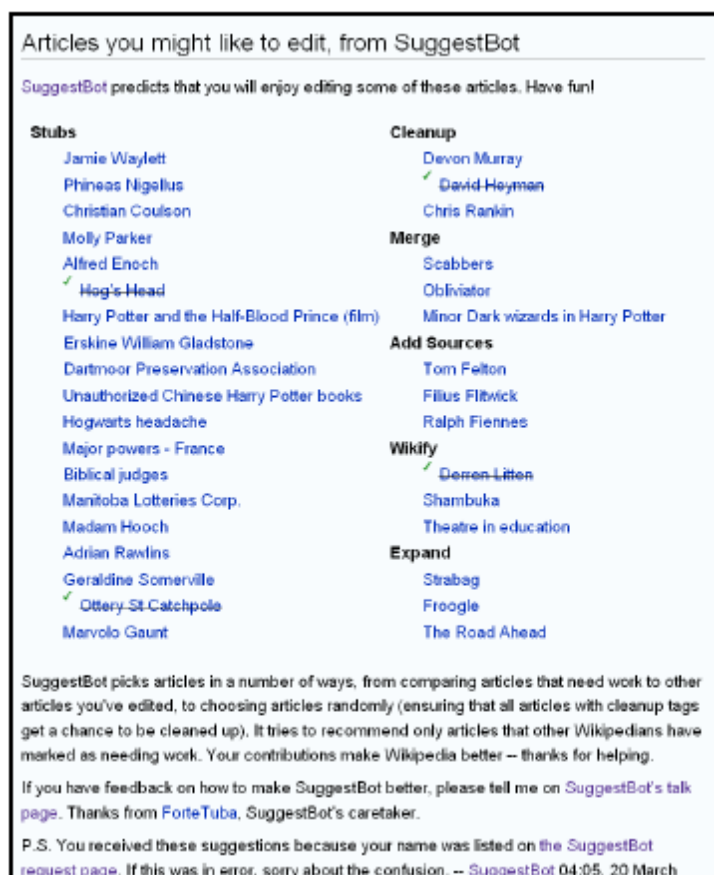 Articles you might like to edit, from SuggestBot
SuggestBot predicts that you will enjoy editing some of these articles. Have fun!
Stubs
Jamie Waylett
Phineas Nigellus
Christian Coulson
Molly Parker
Alfred Enoch
Hog's Head
Harry Potter and the Half-Blood Prince (film)
Erskine William Gladstone
Dartmoor Preservation Association
Unauthorized Chinese Harry Potter books
Hogwarts headache
Major powers - France
Biblical judges
Manitoba Lotteries Corp.
Madam Hooch
Adrian Rawlins
Geraldine Somerville
Ottery St Catchpole
Marvolo Gaunt
Cleanup
Devon Murray
David Heyman
Chris Rankin
Merge
Scabbers
Obliviator
Minor Dark wizards in Harry Potter
Add Sources
Tom Felton
Filius Flitwick
Ralph Fiennes
Wikify
Derren Litten
Shambuka
Theatre in education
Expand
Strabag
Froogle
The Road Ahead
SuggestBot picks articles in a number of ways, from comparing articles that need work to other
articles you've edited, to choosing articles randomly (ensuring that all articles with cleanup tags
get a chance to be cleaned up). It tries to recommend only articles that other Wikipedians have
marked as needing work. Your contributions make Wikipedia better -- thanks for helping.
If you have feedback on how to make SuggestBot better, please tell me on SuggestBot's talk
page. Thanks from ForteTuba, SuggestBot's caretaker.
P.S. You received these suggestions because your name was listed on the SuggestBot
request page. If this was in error, sorry about the confusion. -- SuggestBot 04:05, 20 March